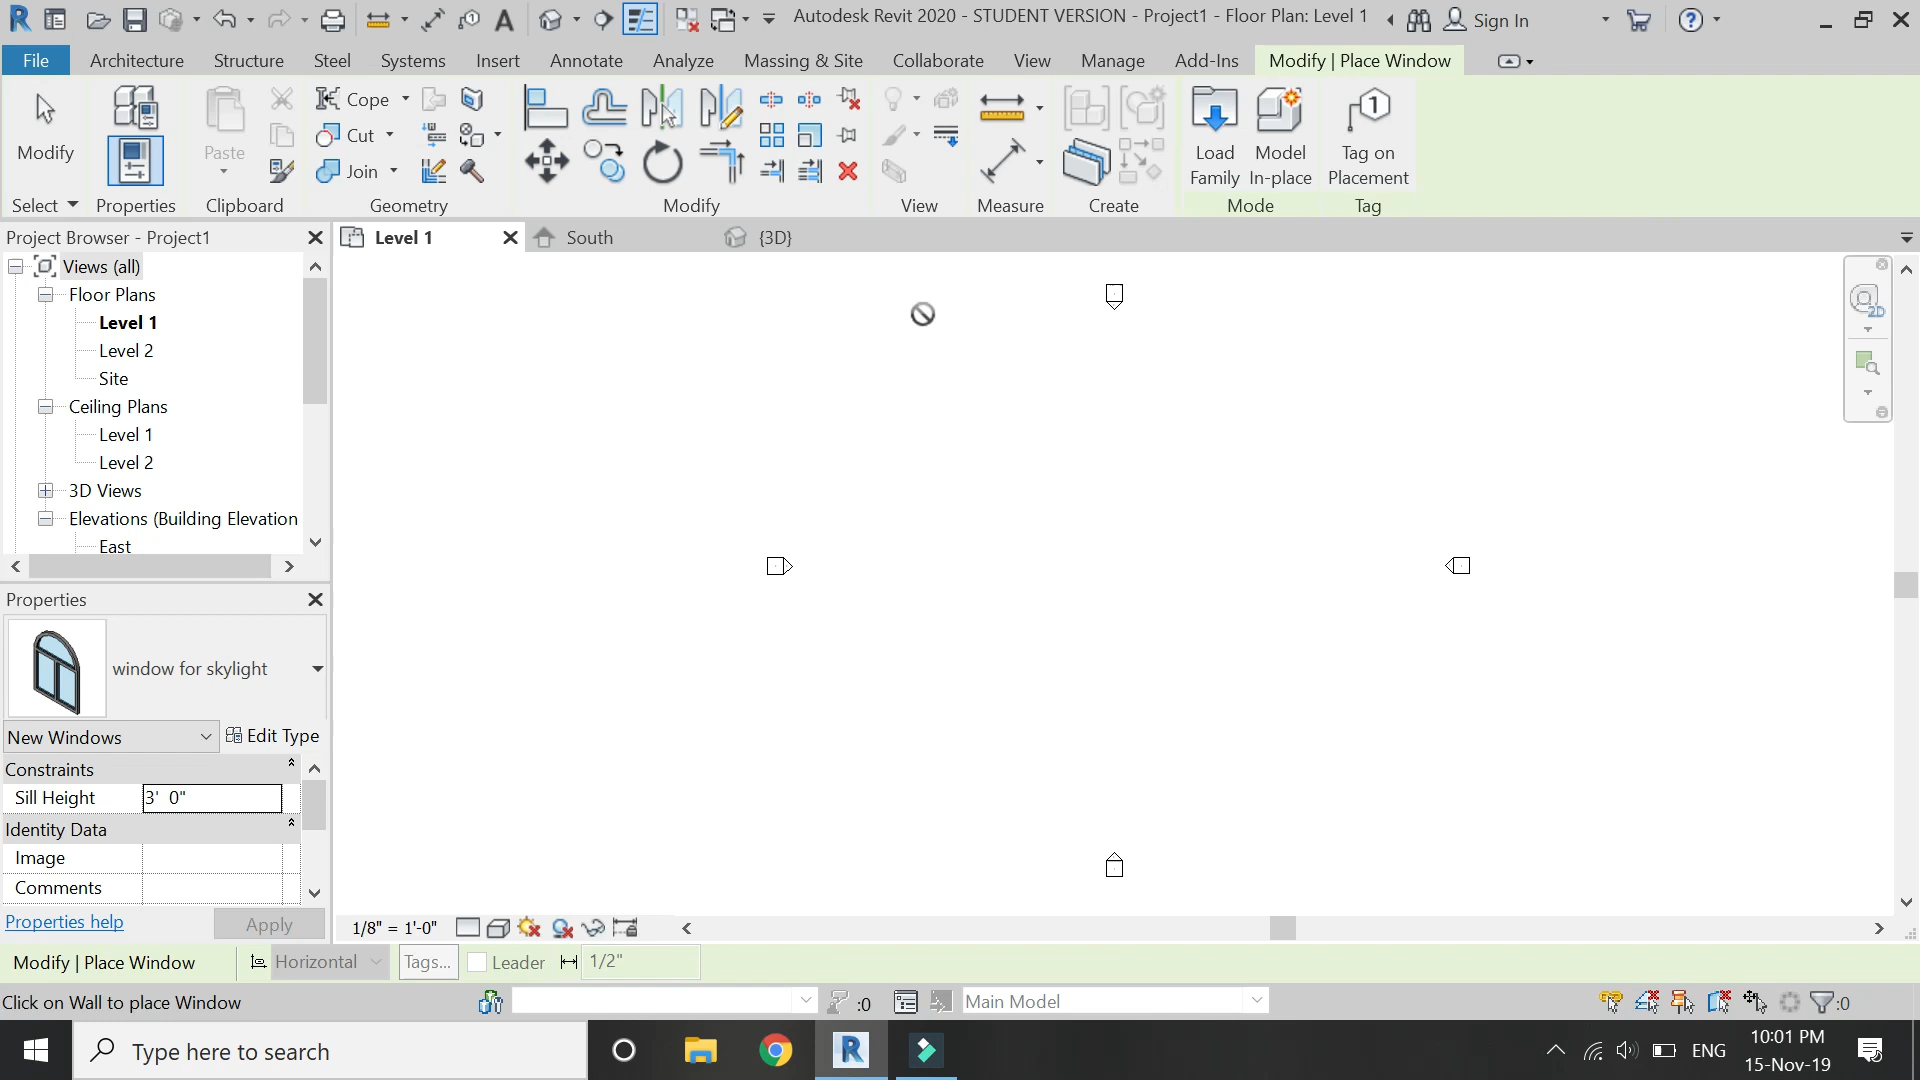 Autodesk Revit 2020 - STUDENT VERSION - Project1 - Floor Plan: Level 1
Sign In
File Architecture Structure Steel Systems Insert Annotate Analyze Massing & Site Collaborate View Manage Add-Ins Modify | Place Window
Modify
Paste
Cope
Cut
Join
Load Family
Model In-place
Tag on Placement
Select Properties Clipboard Geometry Modify View Measure Create Mode Tag
Project Browser - Project1
Level 1 South {3D}
Views (all)
Floor Plans
Level 1
Level 2
Site
Ceiling Plans
Level 1
Level 2
3D Views
Elevations (Building Elevation
East
2D
Properties
window for skylight
New Windows Edit Type
Constraints
Sill Height 3' 0"
Identity Data
Image
Comments
Properties help Apply
1/8" = 1'-0"
Modify | Place Window Horizontal Tags... Leader 1/2"
Click on Wall to place Window :0 Main Model :0
Type here to search
ENG
10:01 PM
15-Nov-19